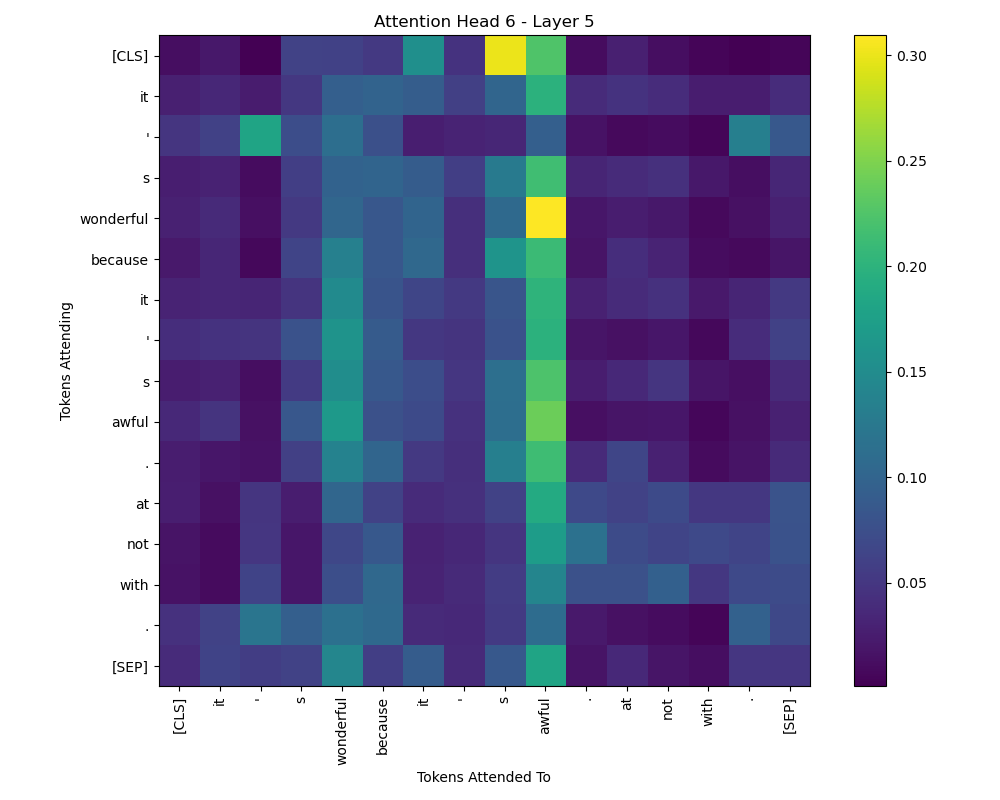 Attention Head 6 - Layer 5
[CLS]
it
'
s
wonderful
because
it
'
s
awful
.
at
not
with
.
[SEP]
Tokens Attending
[CLS]
it
'
s
wonderful
because
it
'
s
awful
.
at
not
with
.
[SEP]
Tokens Attended To
0.30
0.25
0.20
0.15
0.10
0.05